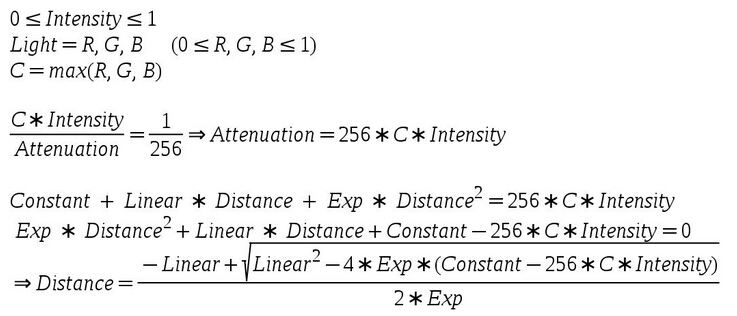 0 ≤ Intensity ≤ 1
Light = R, G, B (0 ≤ R, G, B ≤ 1)
C = max(R, G, B)
C ∗ Intensity / Attenuation = 1 / 256 ⇒ Attenuation = 256 ∗ C ∗ Intensity
Constant + Linear ∗ Distance + Exp ∗ Distance² = 256 ∗ C ∗ Intensity
Exp ∗ Distance² + Linear ∗ Distance + Constant − 256 ∗ C ∗ Intensity = 0
⇒ Distance = (−Linear + √(Linear² − 4 ∗ Exp ∗ (Constant − 256 ∗ C ∗ Intensity))) / (2 ∗ Exp)